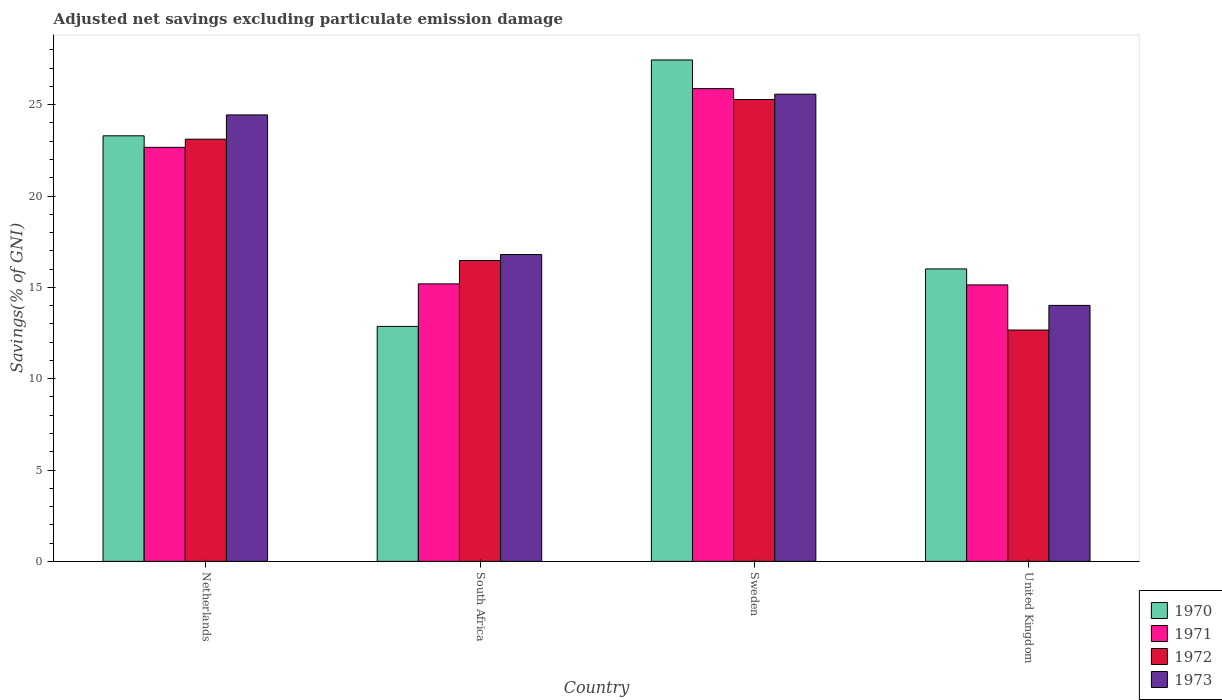 Adjusted net savings excluding particulate emission damage
Savings(% of GNI)
25
20
15
10
5
0
Netherlands
South Africa
Sweden
United Kingdom
Country
1970
1971
1972
1973